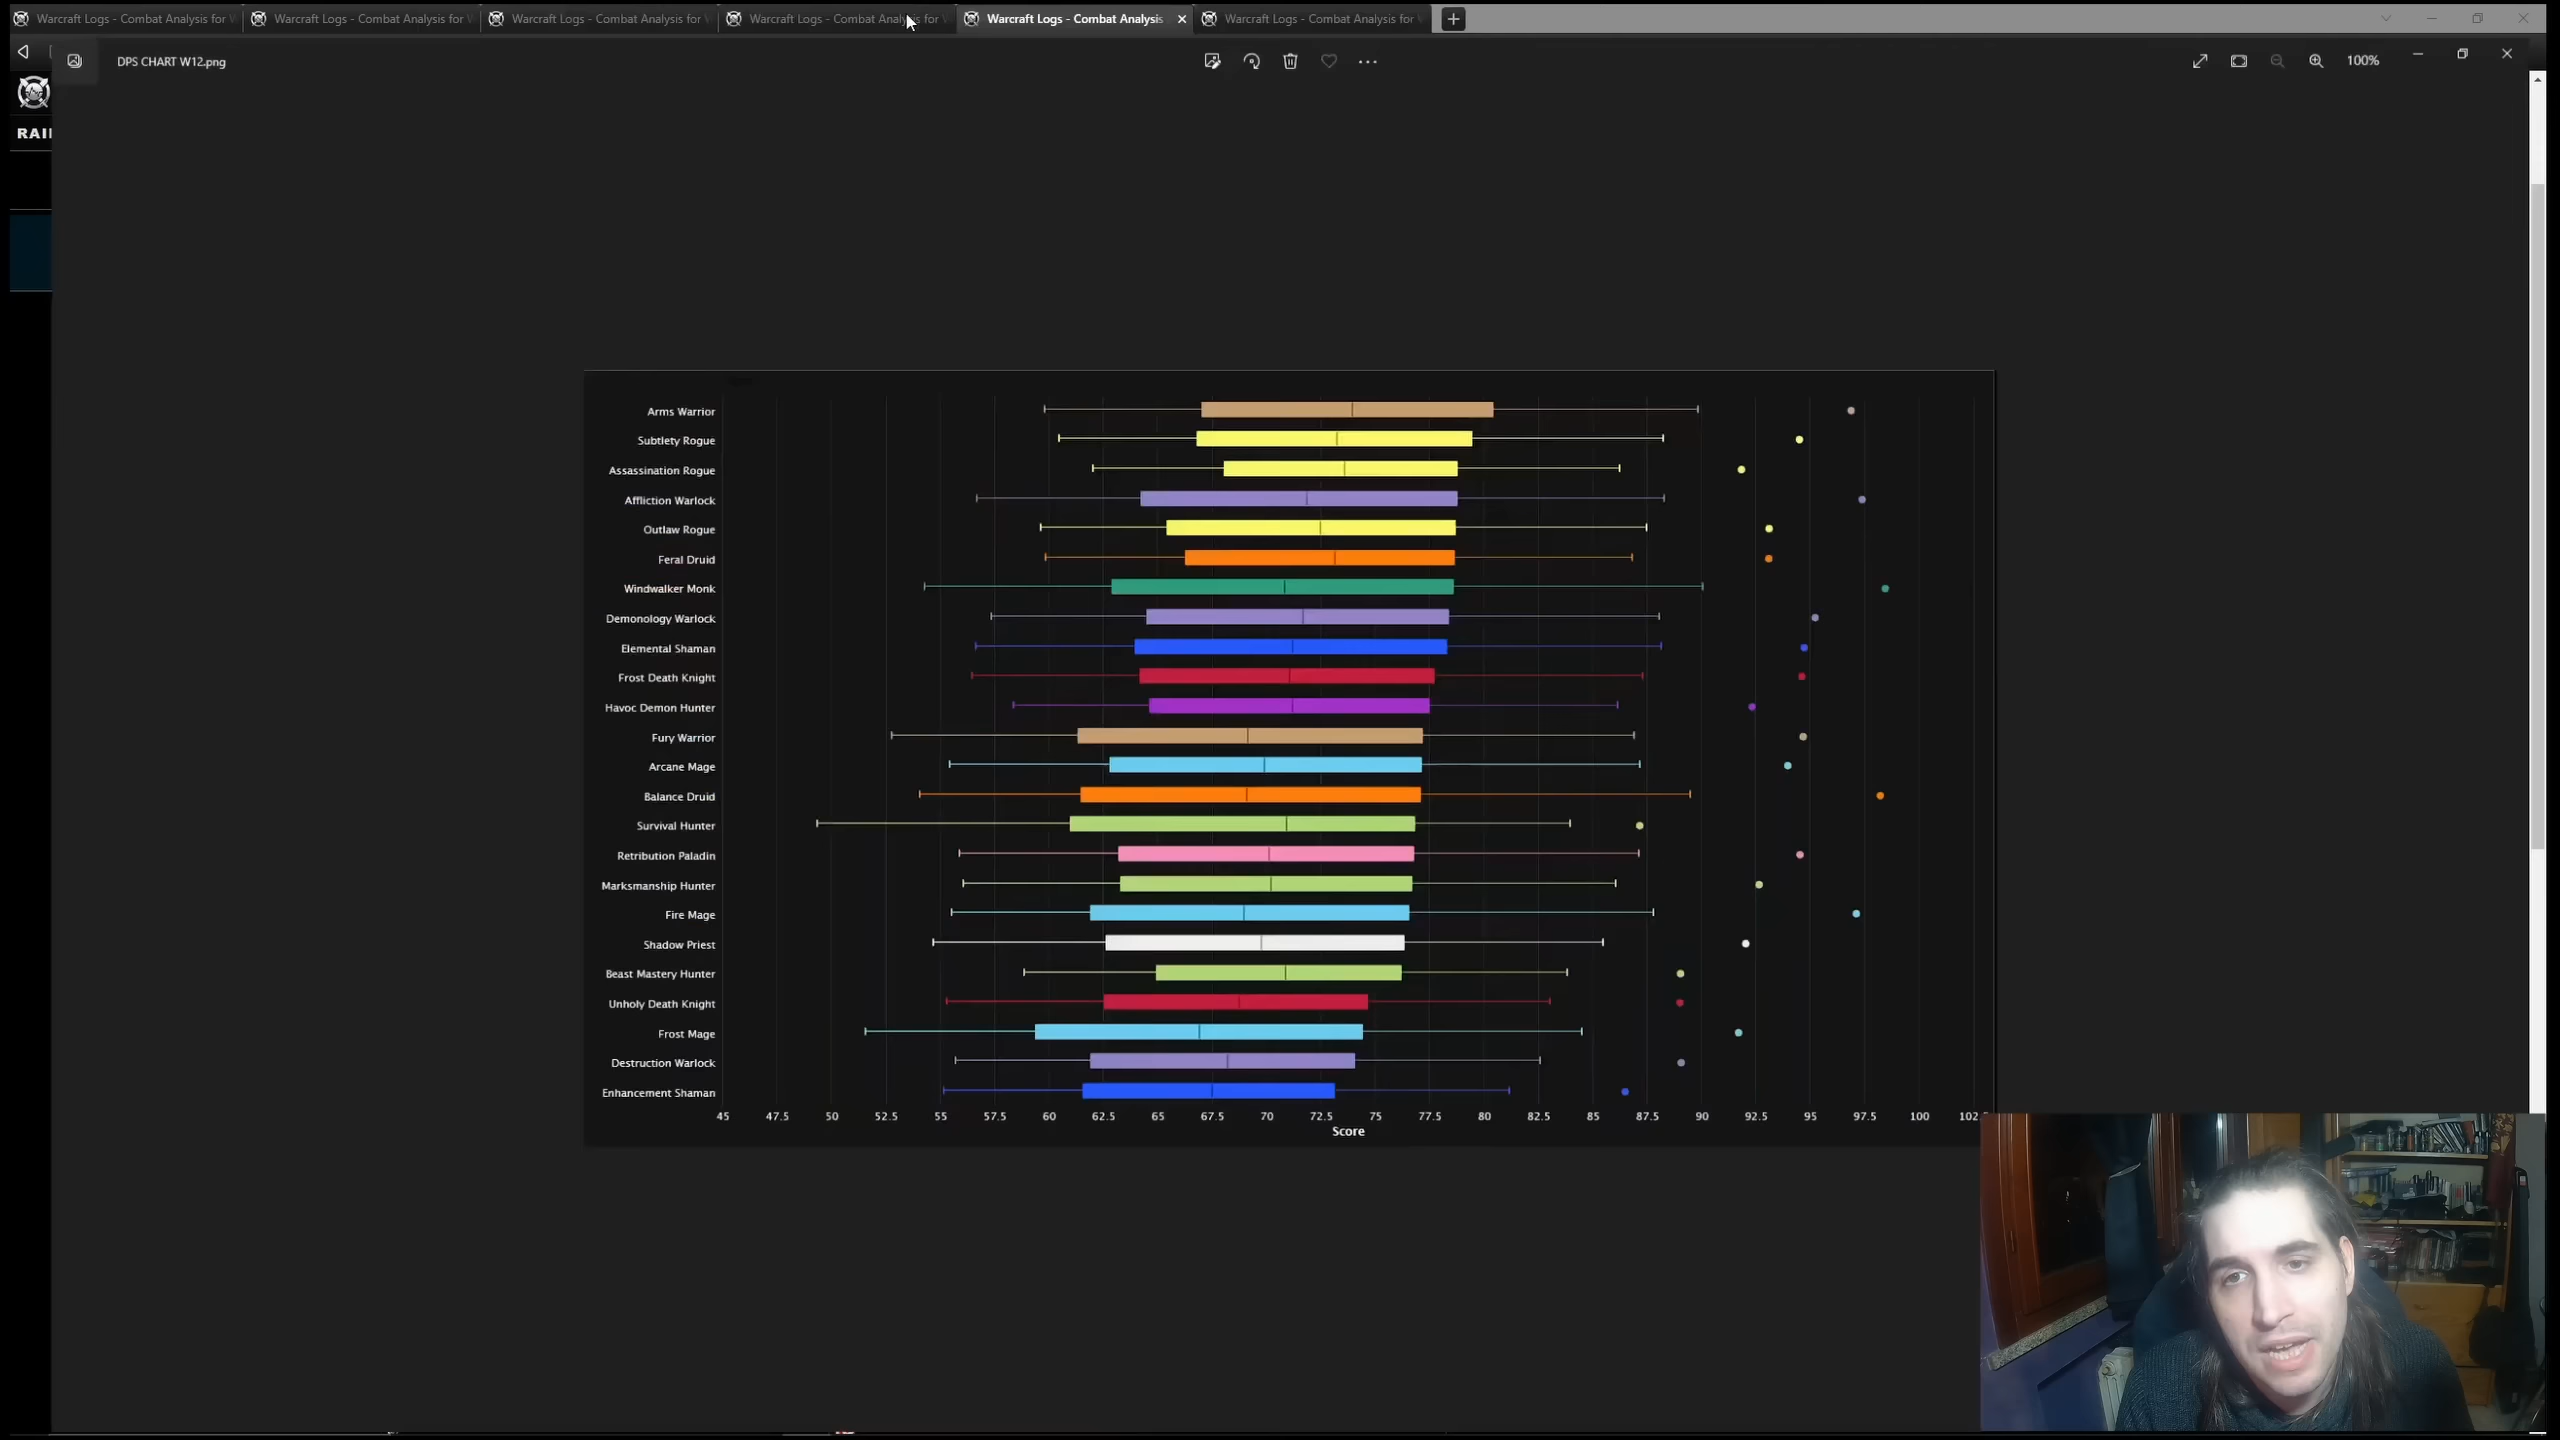 Warcraft Logs - Combat Analysis for W
Warcraft Logs - Combat Analysis for
Warcraft Logs - Combat Analysis for
Warcraft Logs - Combat Analysis for
Warcraft Logs - Combat Analysis
Warcraft Logs - Combat Analysis for
DPS CHART W12.png
100%
RAI
Arms Warrior
Subtlety Rogue
Assassination Rogue
Affliction Warlock
Outlaw Rogue
Feral Druid
Windwalker Monk
Demonology Warlock
Elemental Shaman
Frost Death Knight
Havoc Demon Hunter
Fury Warrior
Arcane Mage
Balance Druid
Survival Hunter
Retribution Paladin
Marksmanship Hunter
Fire Mage
Shadow Priest
Beast Mastery Hunter
Unholy Death Knight
Frost Mage
Destruction Warlock
Enhancement Shaman
45 47.5 50 52.5 55 57.5 60 62.5 65 67.5 70 72.5 75 77.5 80 82.5 85 87.5 90 92.5 95 97.5 100 102.
Score